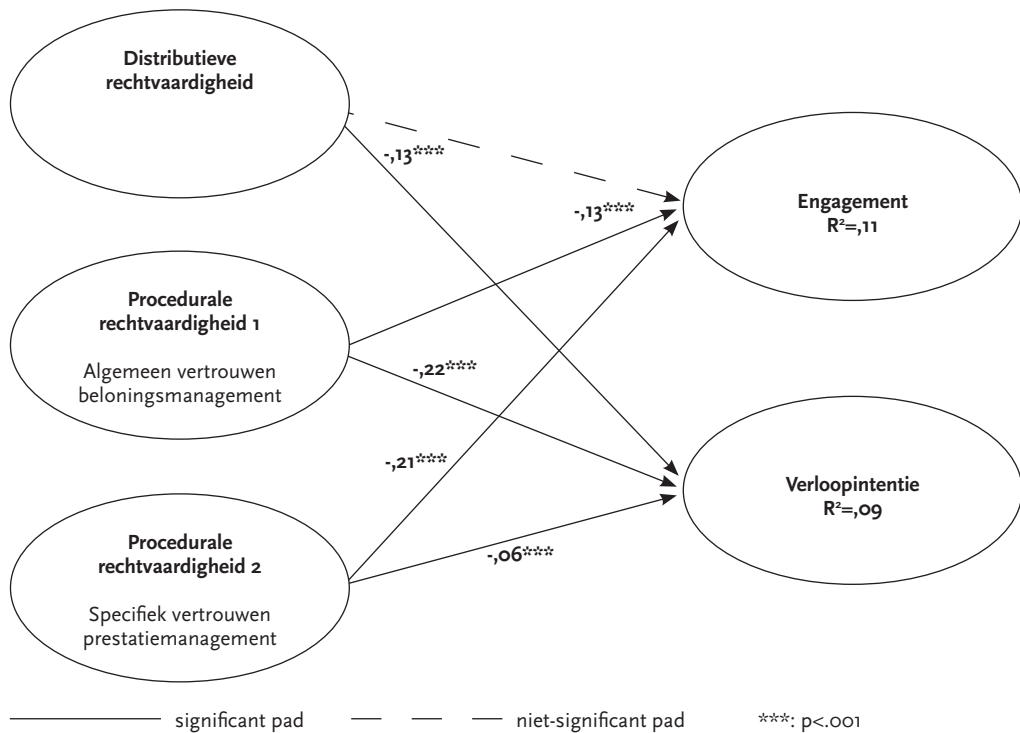 Distributieve
rechtvaardigheid
-,13***
-,13***
Engagement
R²=,11
Procedurale
rechtvaardigheid 1
Algemeen vertrouwen
beloningsmanagement
-,22***
-,21***
Verloopintentie
R²=,09
Procedurale
rechtvaardigheid 2
Specifiek vertrouwen
prestatiemanagement
-,06***
significant pad
niet-significant pad
***: p<.001